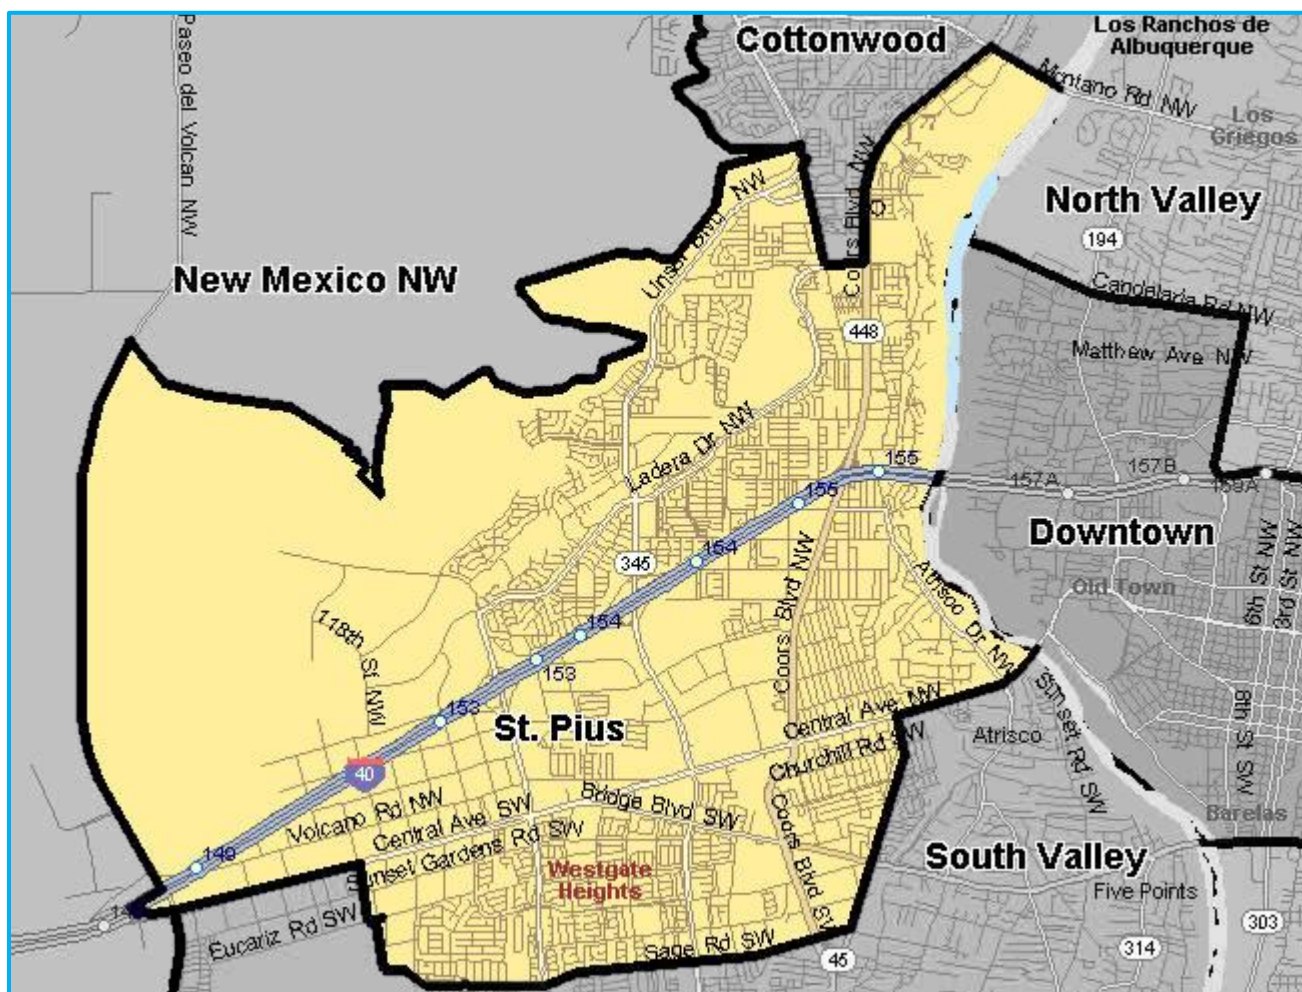 Cottonwood
Los Ranchos de
Albuquerque
Paseo del Volcan NW
Montano Rd NW
Los
Griegos
Unser Blvd NW
Coors Blvd NW
North Valley
194
New Mexico NW
Candelaria Rd NW
448
Matthew Ave NW
Ladera Dr NW
155
157A
157B
159A
155
Downtown
154
345
Coors Blvd NW
Atrisco Dr NW
Old Town
4th St NW
3rd St NW
118th St NW
154
153
153
St. Pius
Central Ave NW
Churchill Rd SW
Atrisco
Sunset Rd SW
8th St SW
40
Volcano Rd NW
Central Ave SW
Bridge Blvd SW
Coors Blvd SW
Barelas
149
unset Gardens Rd SW
Westgate
Heights
South Valley
Five Points
14
Eucariz Rd SW
Sage Rd SW
45
314
303